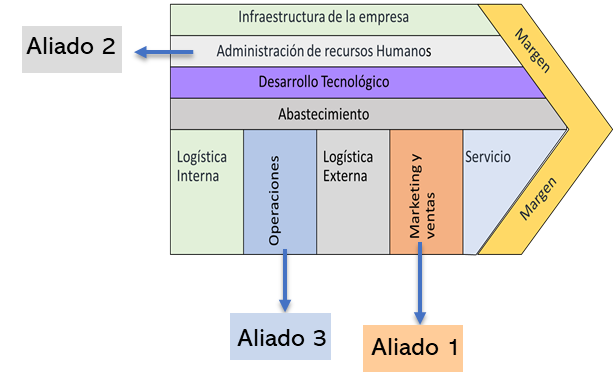 Infraestructura de la empresa
Aliado 2
Administración de recursos Humanos
Desarrollo Tecnológico
Abastecimiento
Margen
Logística
Interna
Operaciones
Logística
Externa
Marketing y
ventas
Servicio
Margen
Aliado 3
Aliado 1